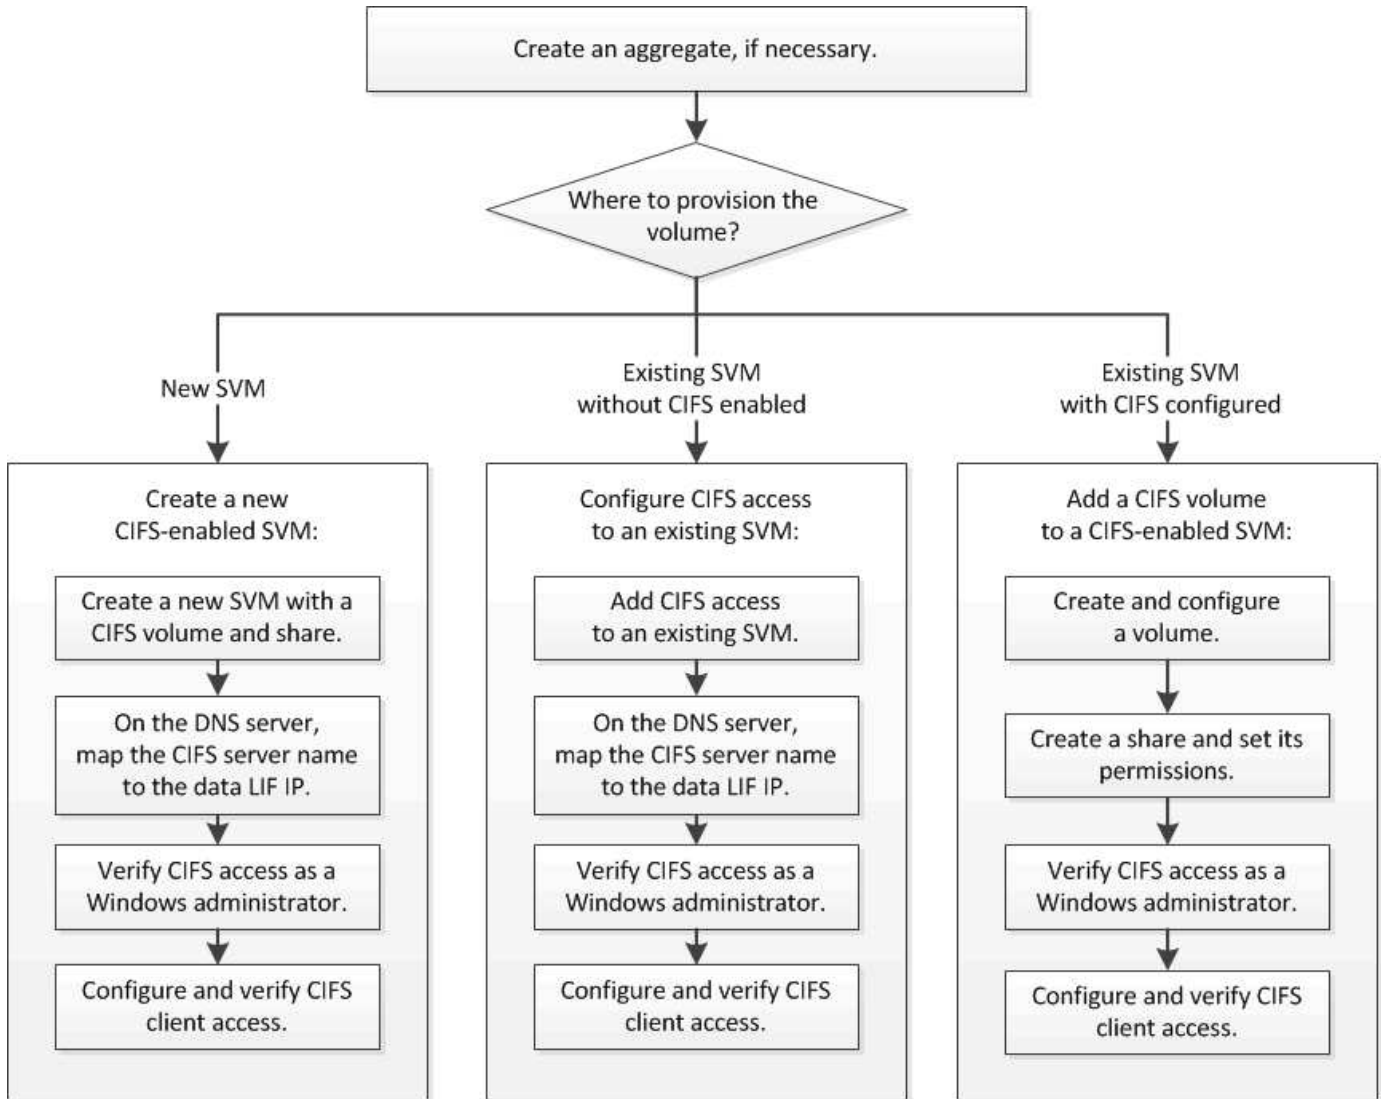 Create an aggregate, if necessary.
Where to provision the
volume?
New SVM
Existing SVM
without CIFS enabled
Existing SVM
with CIFS configured
Create a new
CIFS-enabled SVM:
Create a new SVM with a
CIFS volume and share.
On the DNS server,
map the CIFS server name
to the data LIF IP.
Verify CIFS access as a
Windows administrator.
Configure and verify CIFS
client access.
Configure CIFS access
to an existing SVM:
Add CIFS access
to an existing SVM.
On the DNS server,
map the CIFS server name
to the data LIF IP.
Verify CIFS access as a
Windows administrator.
Configure and verify CIFS
client access.
Add a CIFS volume
to a CIFS-enabled SVM:
Create and configure
a volume.
Create a share and set its
permissions.
Verify CIFS access as a
Windows administrator.
Configure and verify CIFS
client access.